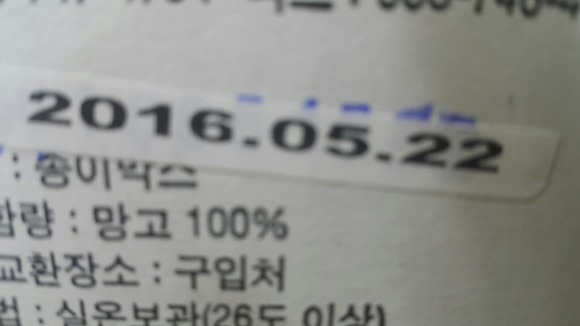 2016.05.22
: 종이박스
함량 : 망고 100%
교환장소 : 구입처
법 : 실온보관(26도 이상)